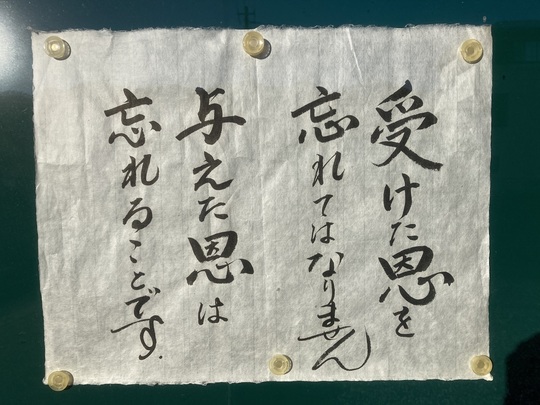 受けた恩を
忘れてはなりません
与えた恩は
忘れることです.